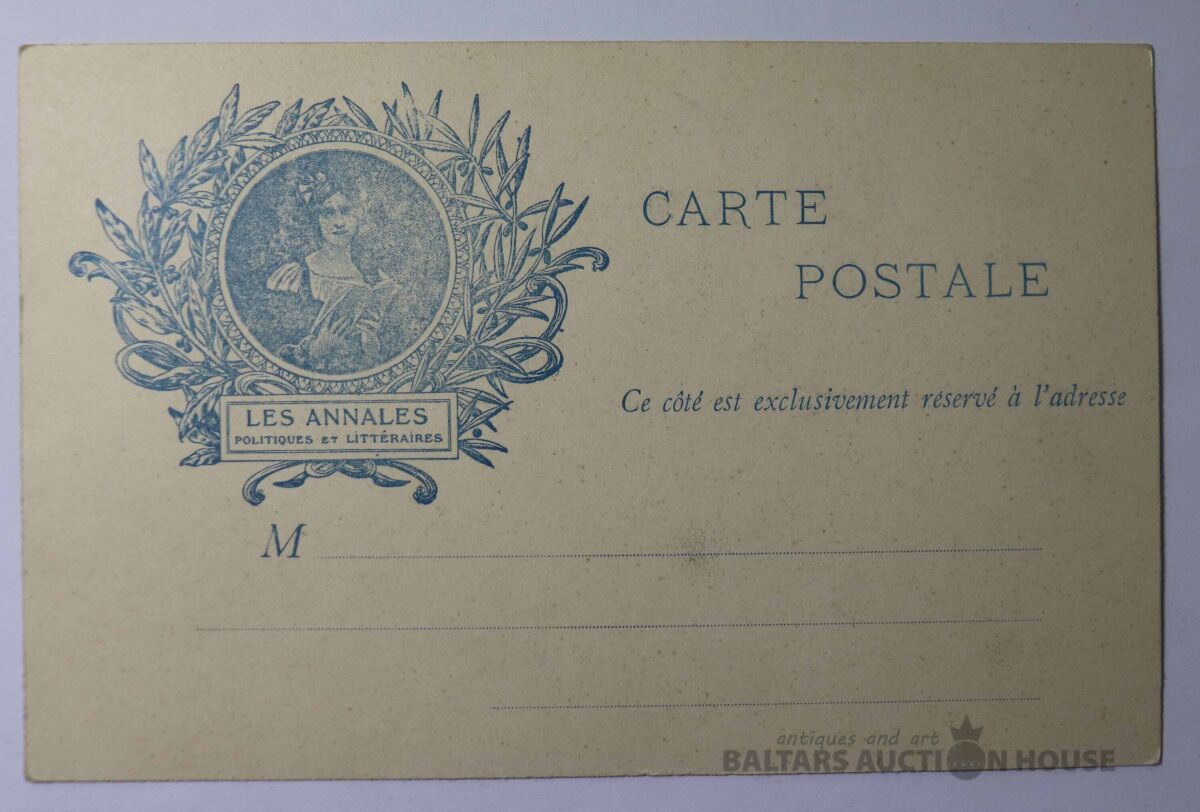 LES ANNALES
POLITIQUES ET LITTÉRAIRES
CARTE
POSTALE
Ce côté est exclusivement réservé à l'adresse
M
antiques and art
BALTARS AUCTION HOUSE